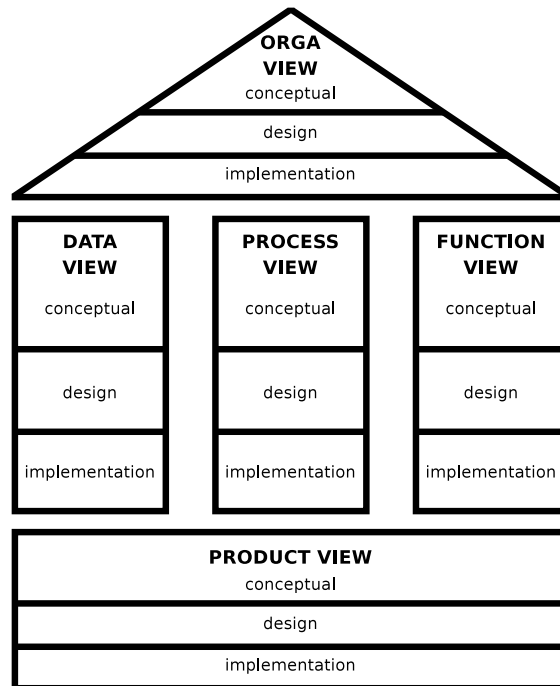 ORGA
VIEW
conceptual
design
implementation
DATA
VIEW
conceptual
design
implementation
PROCESS
VIEW
conceptual
design
implementation
FUNCTION
VIEW
conceptual
design
implementation
PRODUCT VIEW
conceptual
design
implementation